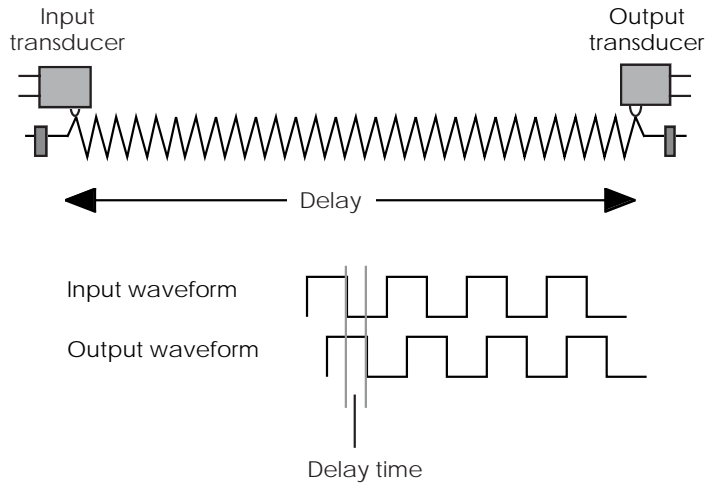 Input
transducer
Output
transducer
Delay
Input waveform
Output waveform
Delay time